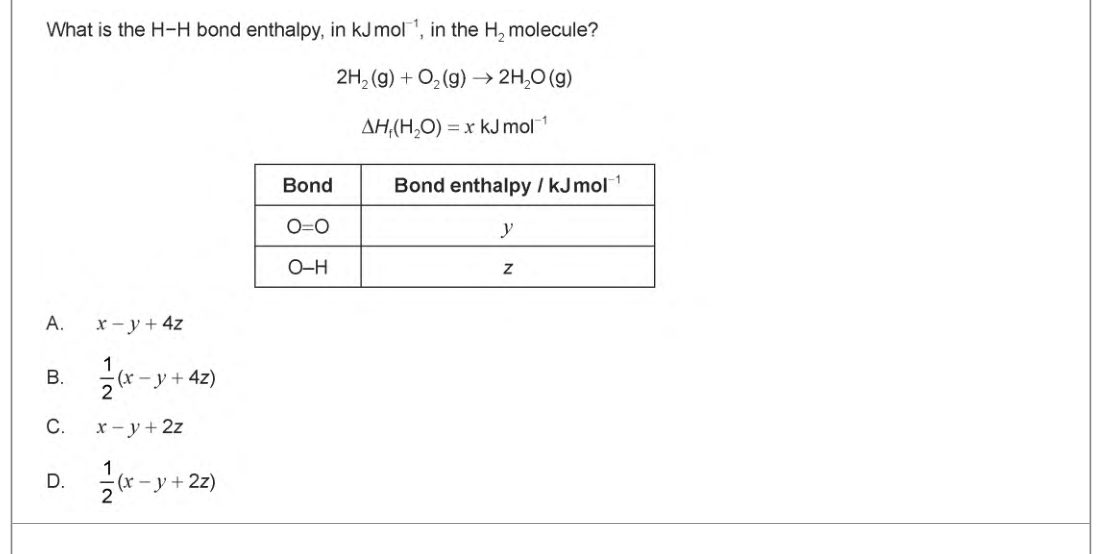 What is the H−H bond enthalpy, in kJ mol⁻¹, in the H₂ molecule?
2H₂ (g) + O₂ (g) → 2H₂O (g)
ΔH_f(H₂O) = x kJ mol⁻¹
Bond Bond enthalpy / kJ mol⁻¹
O=O y
O–H z
A. x − y + 4z
B. 1/2 (x − y + 4z)
C. x − y + 2z
D. 1/2 (x − y + 2z)